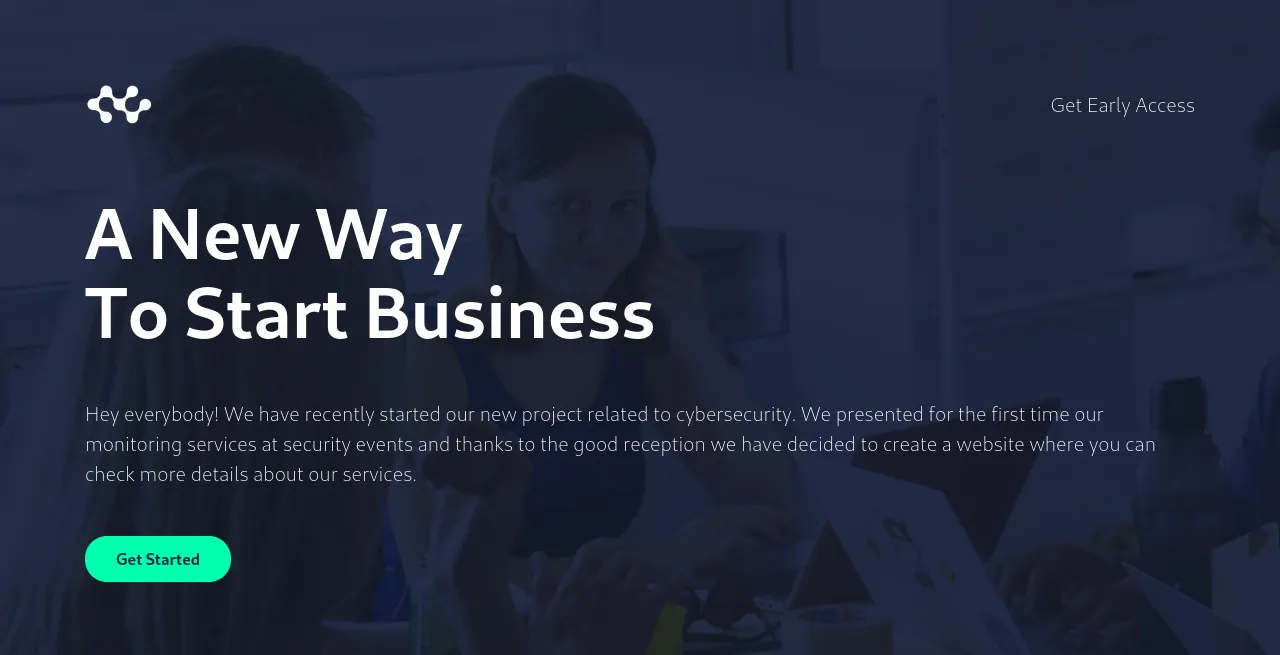 Get Early Access
A New Way
To Start Business
Hey everybody! We have recently started our new project related to cybersecurity. We presented for the first time our
monitoring services at security events and thanks to the good reception we have decided to create a website where you can
check more details about our services.
Get Started